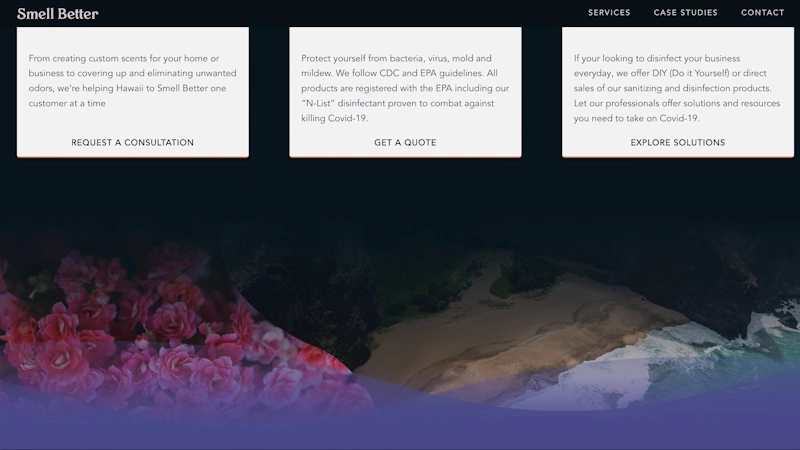 Smell Better
SERVICES CASE STUDIES CONTACT
From creating custom scents for your home or
business to covering up and eliminating unwanted
odors, we're helping Hawaii to Smell Better one
customer at a time
REQUEST A CONSULTATION
Protect yourself from bacteria, virus, mold and
mildew. We follow CDC and EPA guidelines. All
products are registered with the EPA including our
“N-List” disinfectant proven to combat against
killing Covid-19.
GET A QUOTE
If your looking to disinfect your business
everyday, we offer DIY (Do it Yourself) or direct
sales of our sanitizing and disinfection products.
Let our professionals offer solutions and resources
you need to take on Covid-19.
EXPLORE SOLUTIONS